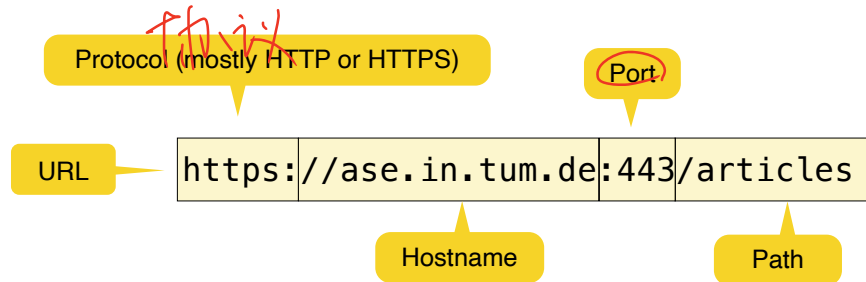 协议
Protocol (mostly HTTP or HTTPS)
Port
URL
https://ase.in.tum.de:443/articles
Hostname
Path